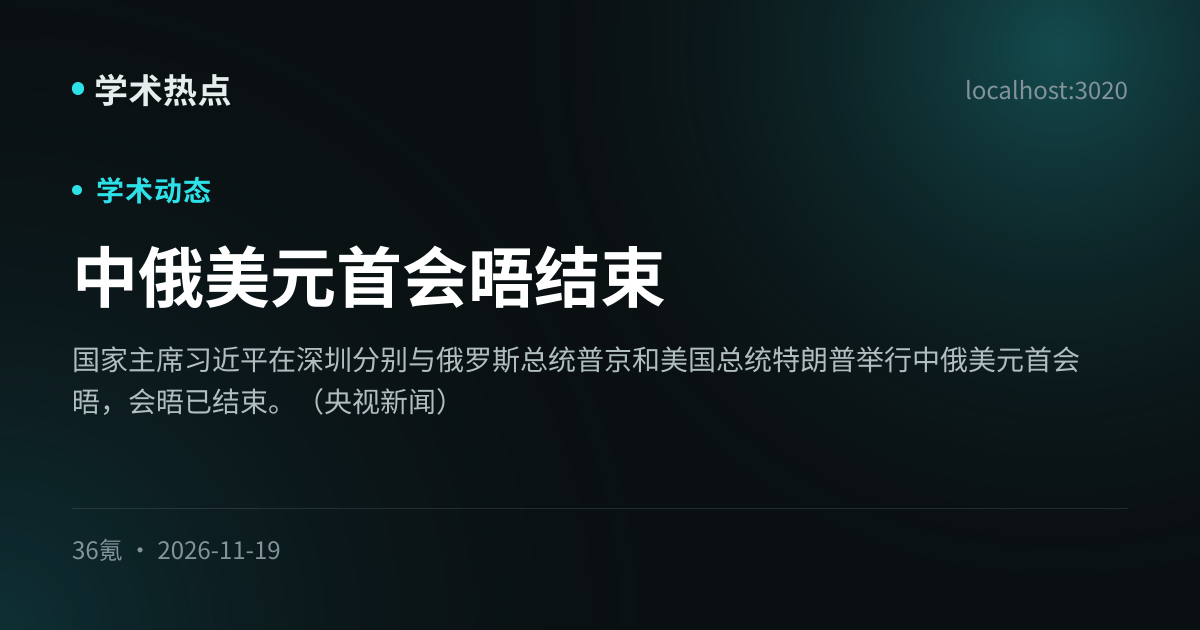 学术热点
localhost:3020
学术动态
中俄美元首会晤结束
国家主席习近平在深圳分别与俄罗斯总统普京和美国总统特朗普举行中俄美元首会
晤，会晤已结束。（央视新闻）
36氪 · 2026-11-19